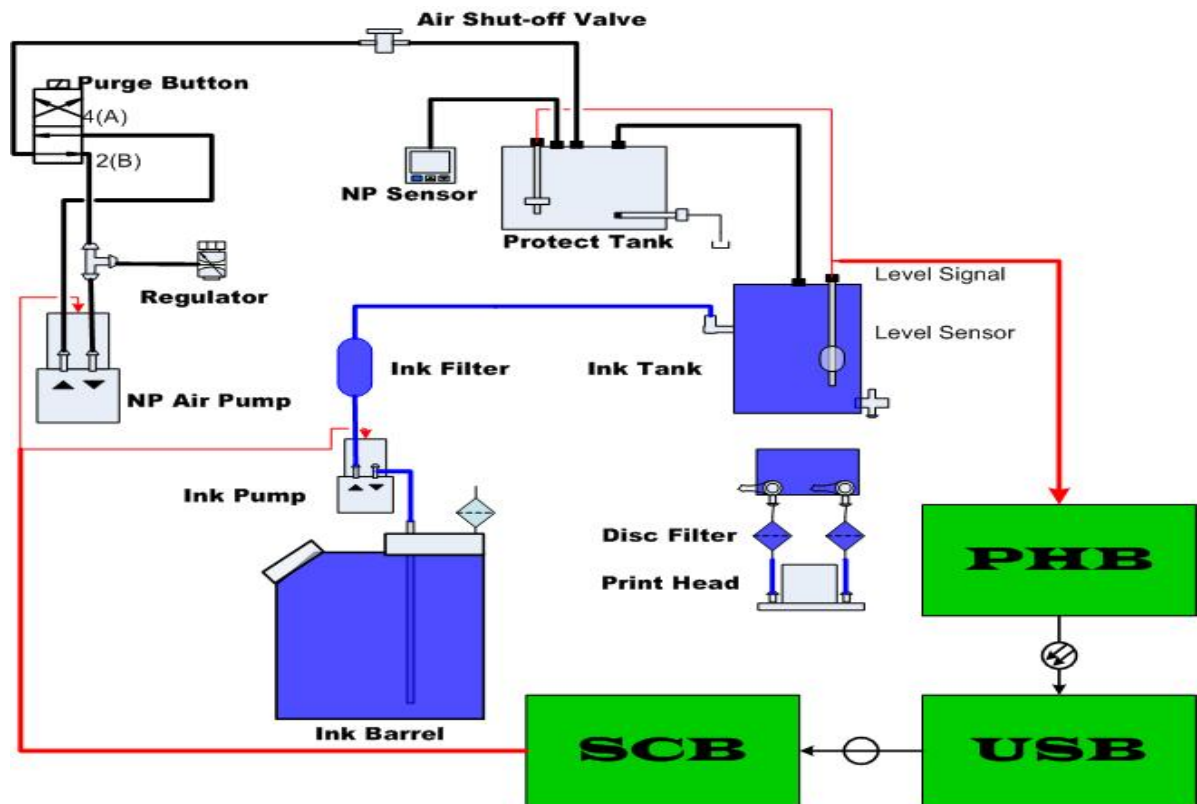 Air Shut-off Valve
Purge Button
4(A)
2(B)
NP Sensor
Protect Tank
Regulator
Level Signal
Level Sensor
Ink Filter
Ink Tank
NP Air Pump
Ink Pump
Disc Filter
PHB
Print Head
Ink Barrel
SCB
USB